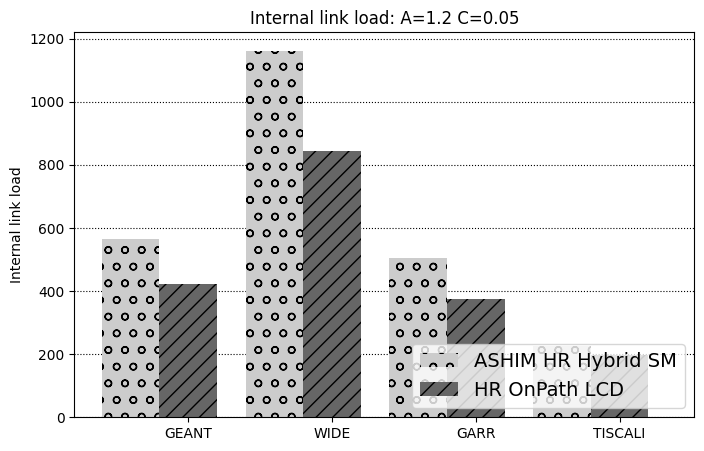 Internal link load: A=1.2 C=0.05
1200
1000
800
600
400
200
0
Internal link load
ASHIM HR Hybrid SM
HR OnPath LCD
GEANT
WIDE
GARR
TISCALI